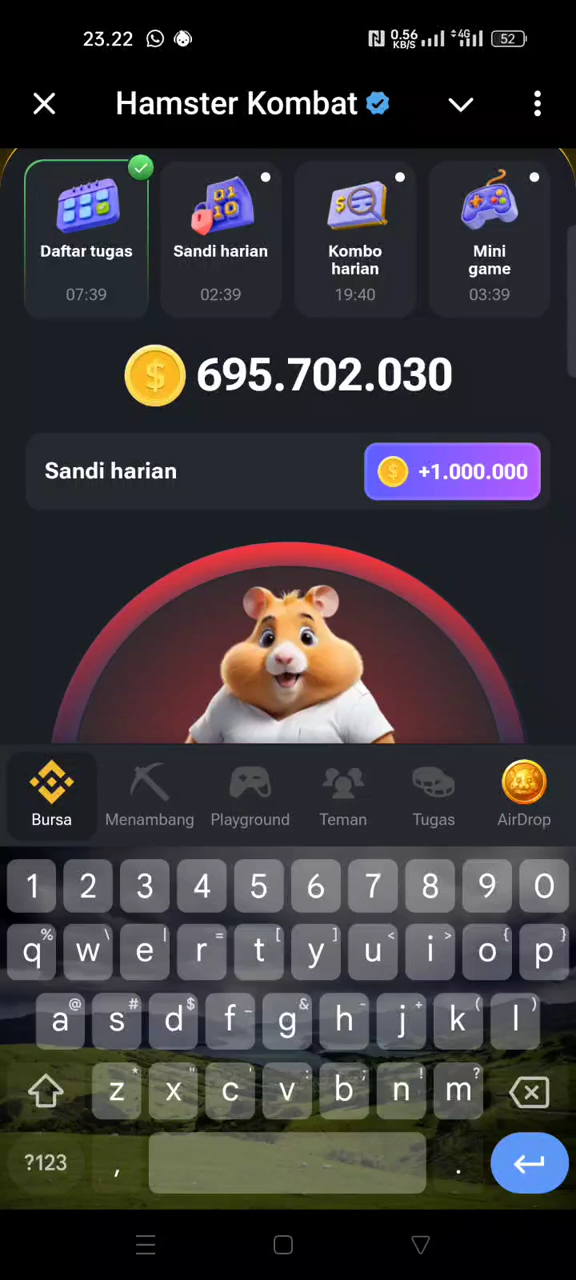 23.22 0.56 KB/S 4G 52
Hamster Kombat
Daftar tugas
07:39
Sandi harian
02:39
Kombo harian
19:40
Mini game
03:39
695.702.030
Sandi harian +1.000.000
Bursa Menambang Playground Teman Tugas AirDrop
1 2 3 4 5 6 7 8 9 0
% \ | = [ ] < > { }
q w e r t y u i o p
@ # $ _ & - + ( )
a s d f g h j k l
* " ' : ; ! ?
z x c v b n m
?123 , .